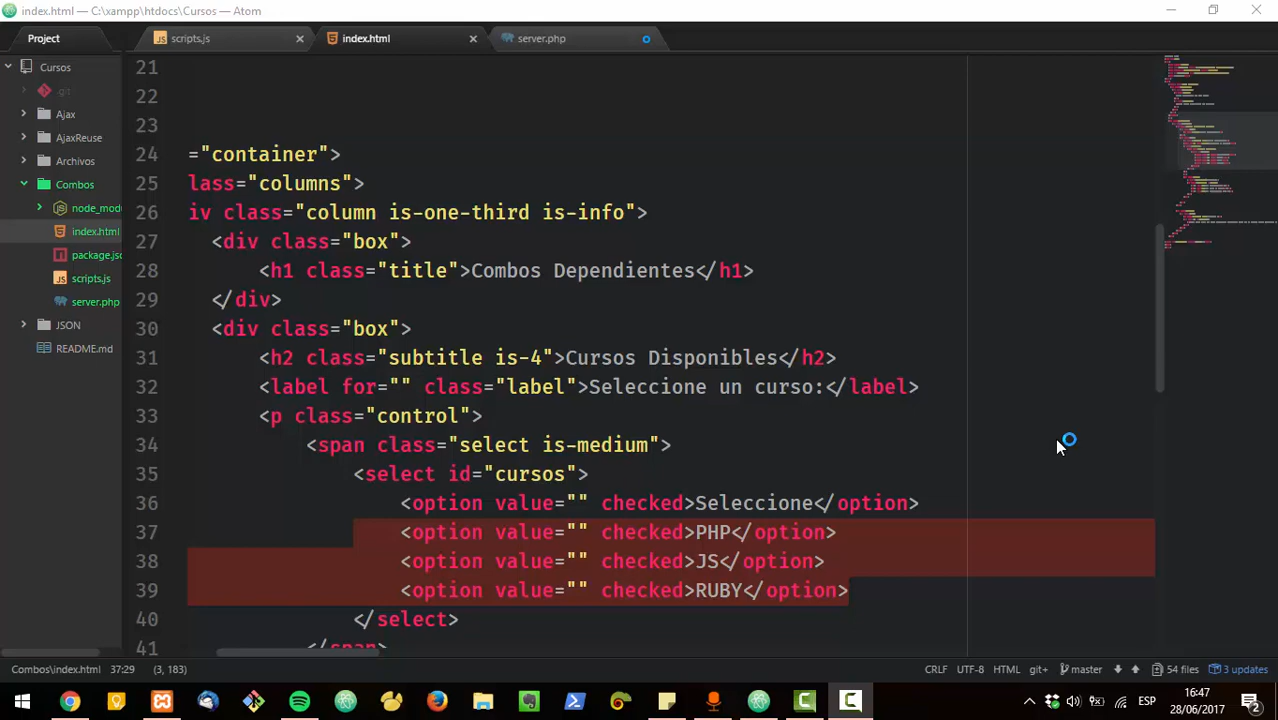 index.html — C:\xampp\htdocs\Cursos — Atom
Project
scripts.js
index.html
server.php
Cursos
.git
Ajax
AjaxReuse
Archivos
Combos
node_mod
index.html
package.jsc
scripts.js
server.php
JSON
README.md
21
22
23
24 ="container">
25 lass="columns">
26 iv class="column is-one-third is-info">
27 <div class="box">
28 <h1 class="title">Combos Dependientes</h1>
29 </div>
30 <div class="box">
31 <h2 class="subtitle is-4">Cursos Disponibles</h2>
32 <label for="" class="label">Seleccione un curso:</label>
33 <p class="control">
34 <span class="select is-medium">
35 <select id="cursos">
36 <option value="" checked>Seleccione</option>
37 <option value="" checked>PHP</option>
38 <option value="" checked>JS</option>
39 <option value="" checked>RUBY</option>
40 </select>
41 </span>
Combos\index.html 37:29 (3, 183)
CRLF UTF-8 HTML git+ master 54 files 3 updates
ESP
16:47
28/06/2017
2